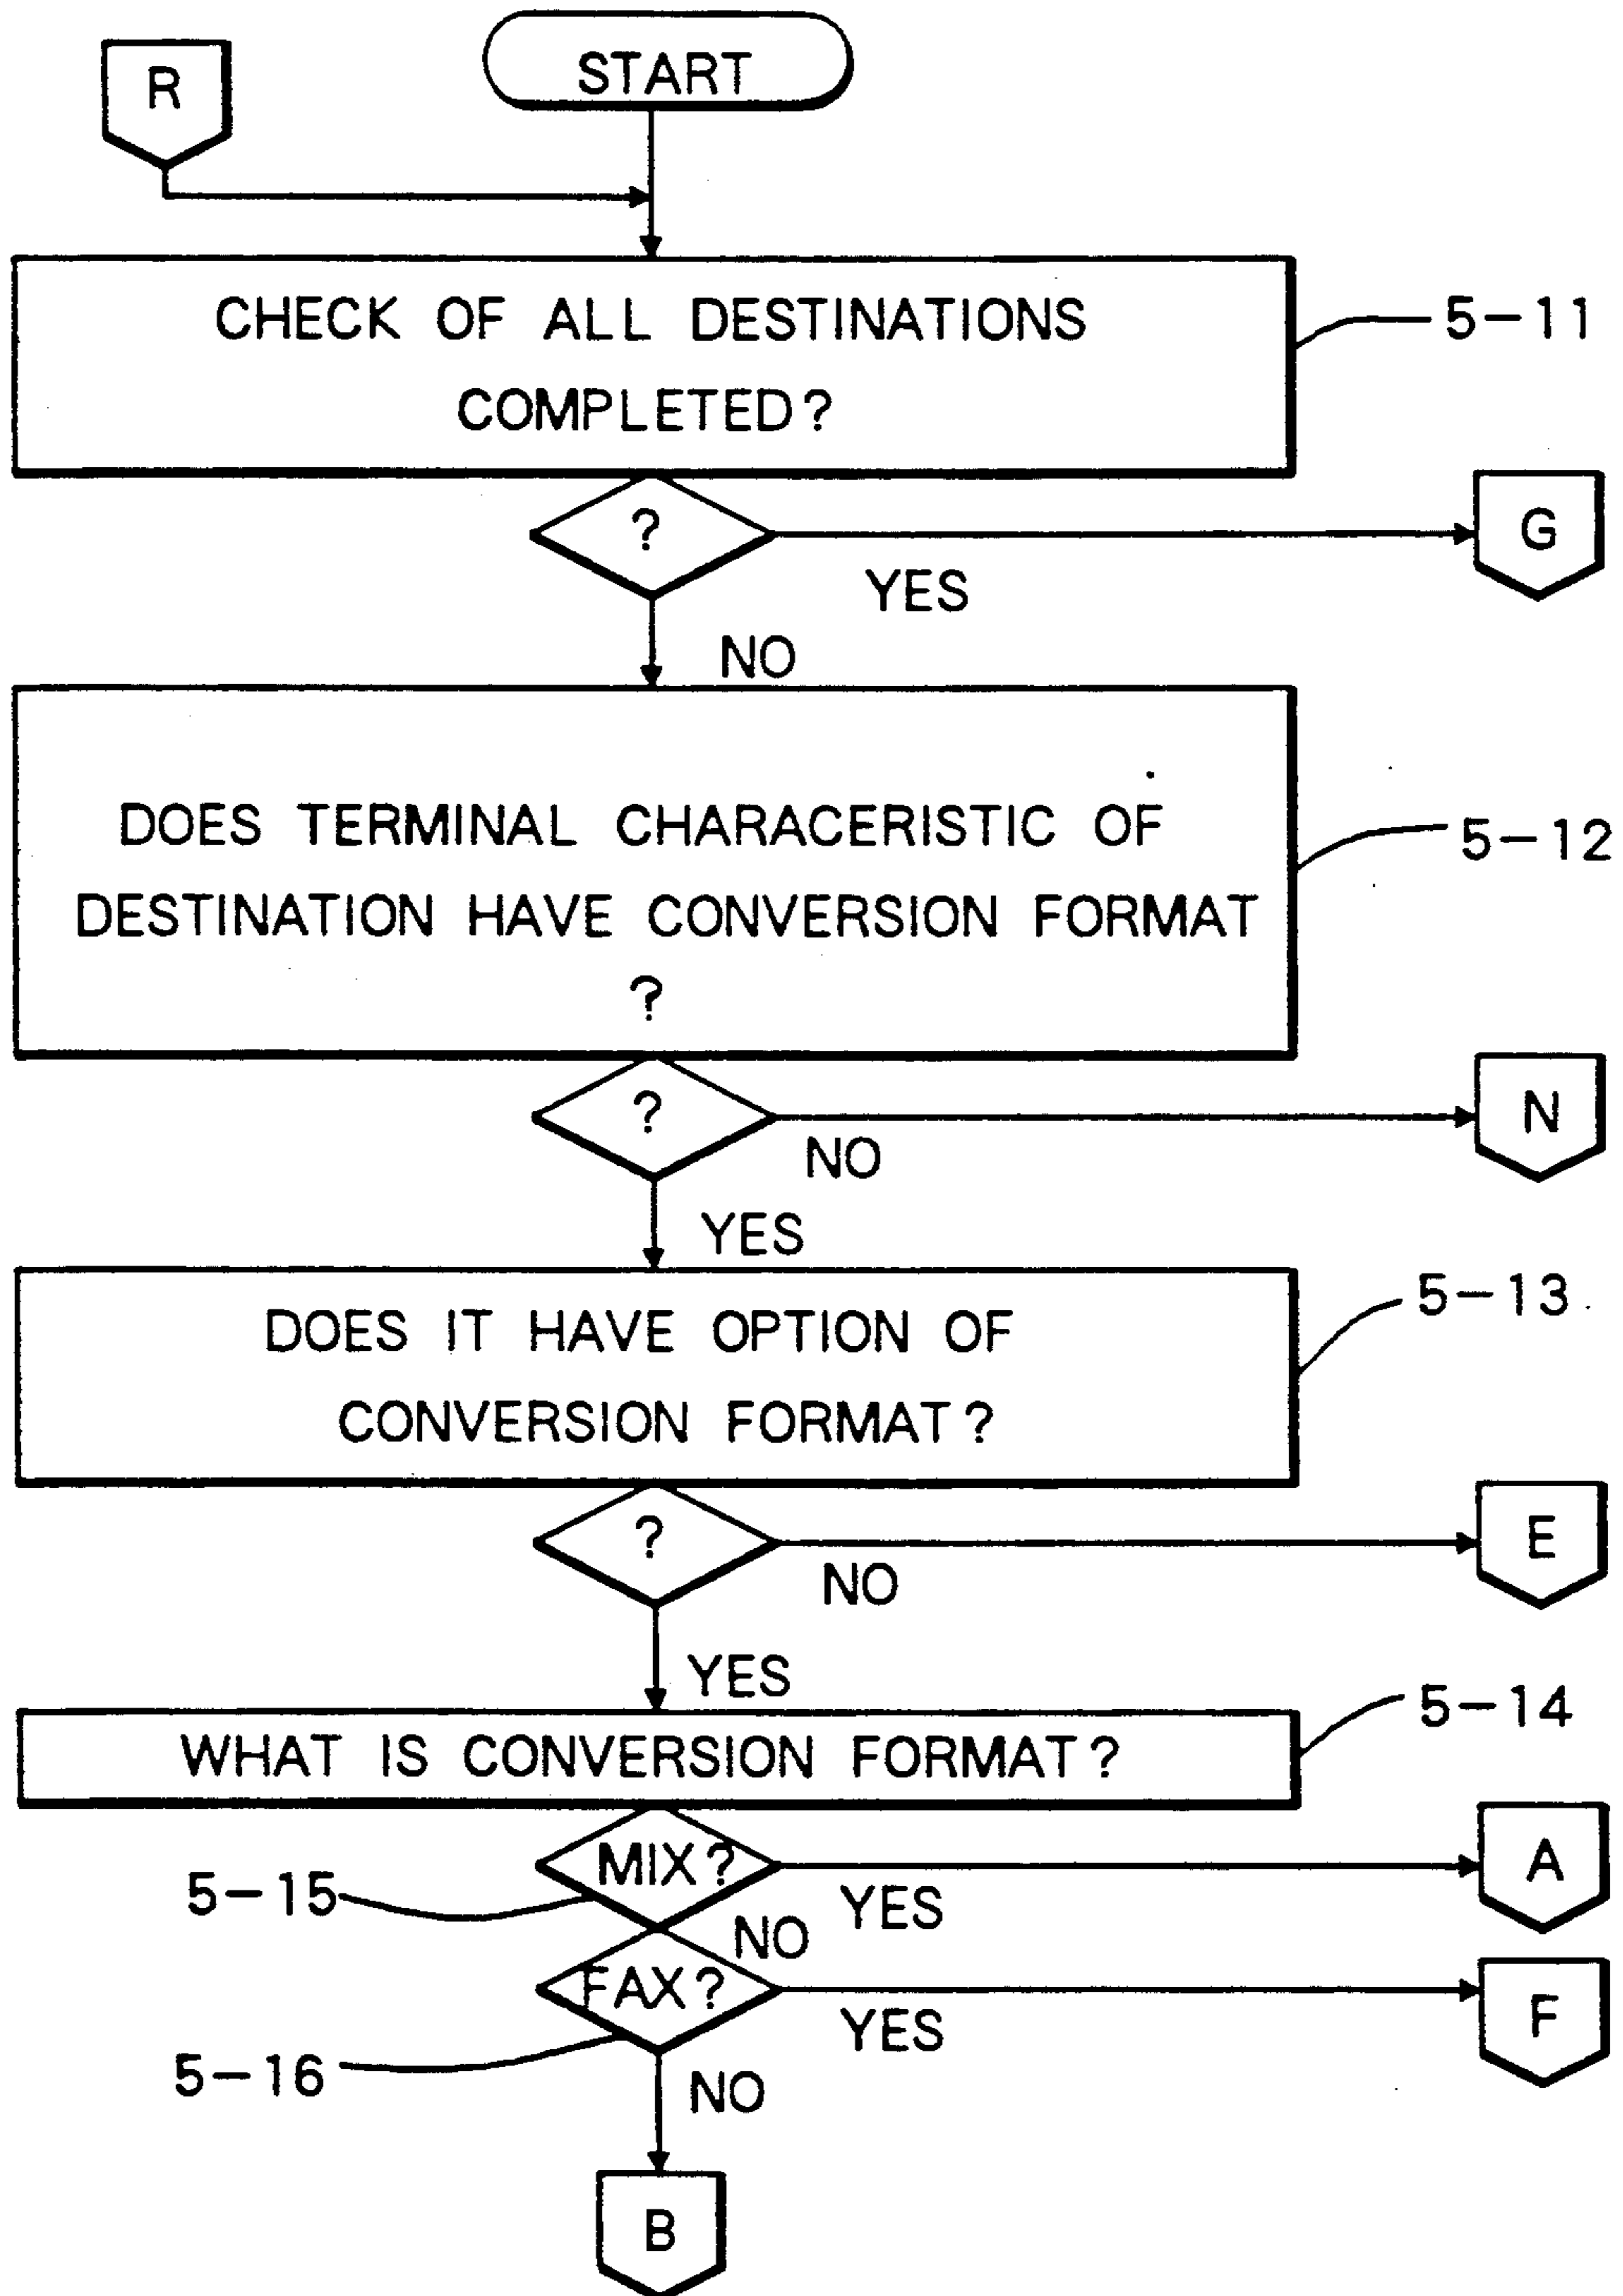 R
START
CHECK OF ALL DESTINATIONS
COMPLETED?
5-11
?
YES
G
NO
DOES TERMINAL CHARACERISTIC OF
DESTINATION HAVE CONVERSION FORMAT
?
5-12
?
NO
N
YES
DOES IT HAVE OPTION OF
CONVERSION FORMAT?
5-13
?
NO
E
YES
WHAT IS CONVERSION FORMAT?
5-14
MIX?
5-15
YES
A
NO
FAX?
5-16
YES
F
NO
B